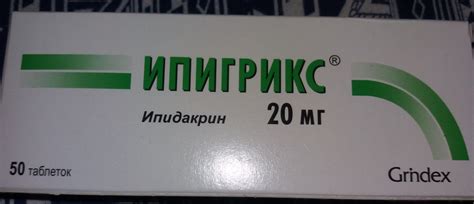 ИПИГРИКС®
Ипидакрин 20 мг
50 таблеток
Grindex